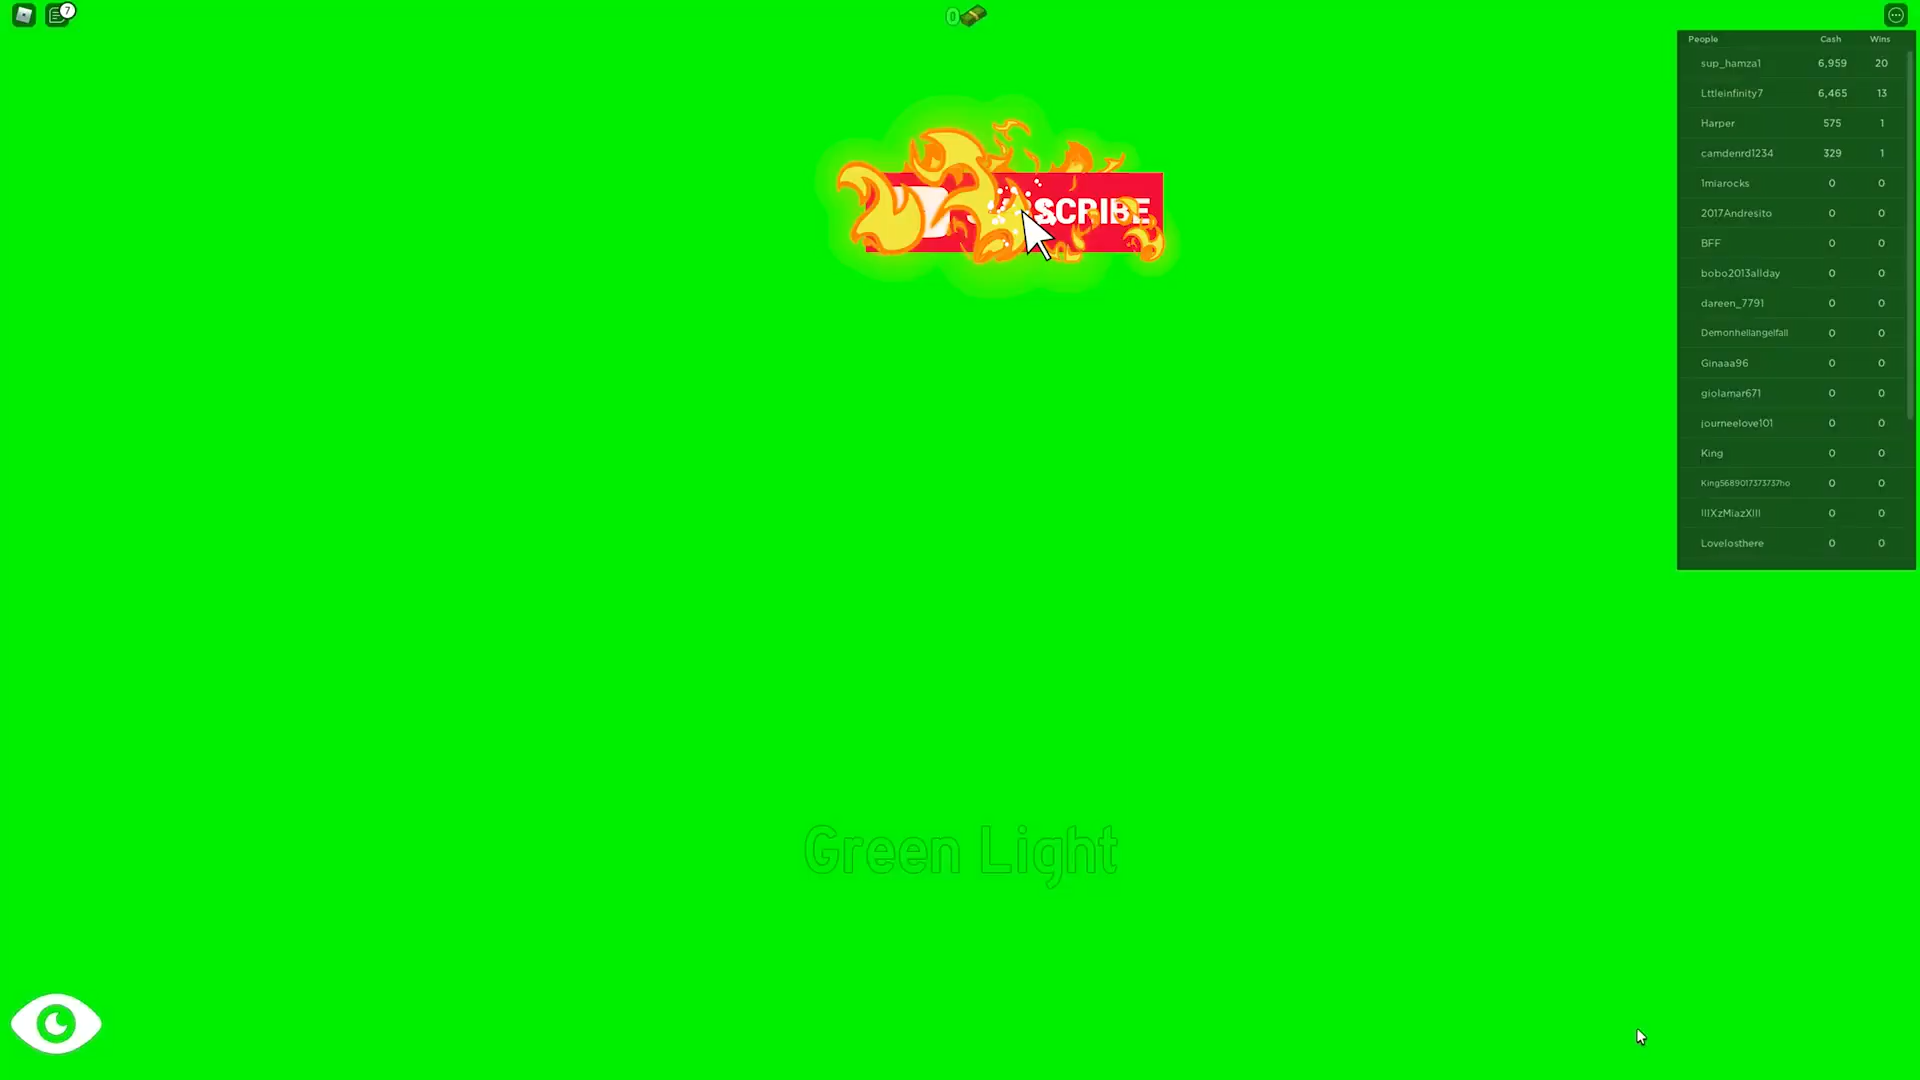 7
0
People Cash Wins
sup_hamza1 6,959 20
Lttleinfinity7 6,465 13
Harper 575 1
camdenrd1234 329 1
1miarocks 0 0
2017Andresito 0 0
BFF 0 0
bobo2013allday 0 0
dareen_7791 0 0
Demonhellangelfall 0 0
Ginaaa96 0 0
giolamar671 0 0
journeelove101 0 0
King 0 0
King5689017373737ho 0 0
0 0
Lovelosthere 0 0
SCRIBE
Green Light